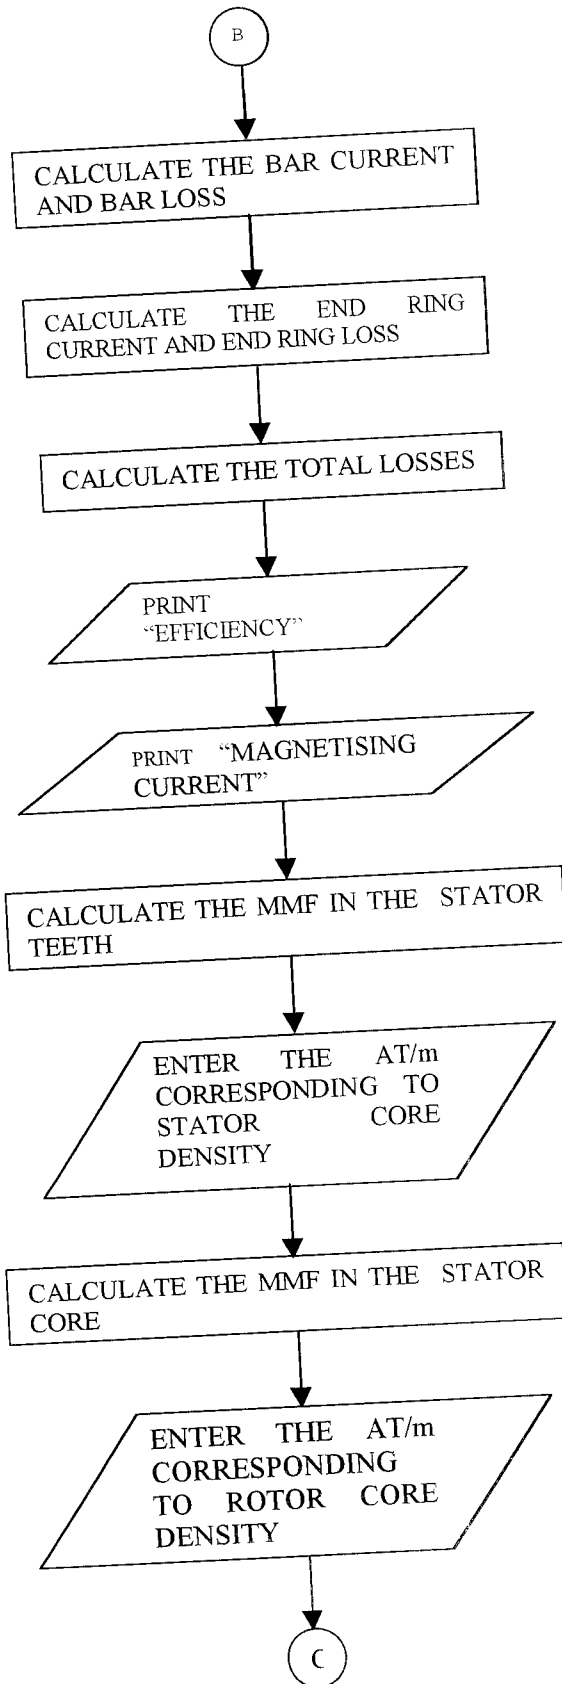 B
CALCULATE THE BAR CURRENT
AND BAR LOSS
CALCULATE THE END RING
CURRENT AND END RING LOSS
CALCULATE THE TOTAL LOSSES
PRINT
"EFFICIENCY"
PRINT "MAGNETISING
CURRENT"
CALCULATE THE MMF IN THE STATOR
TEETH
ENTER THE AT/m
CORRESPONDING TO
STATOR CORE
DENSITY
CALCULATE THE MMF IN THE STATOR
CORE
ENTER THE AT/m
CORRESPONDING
TO ROTOR CORE
DENSITY
C